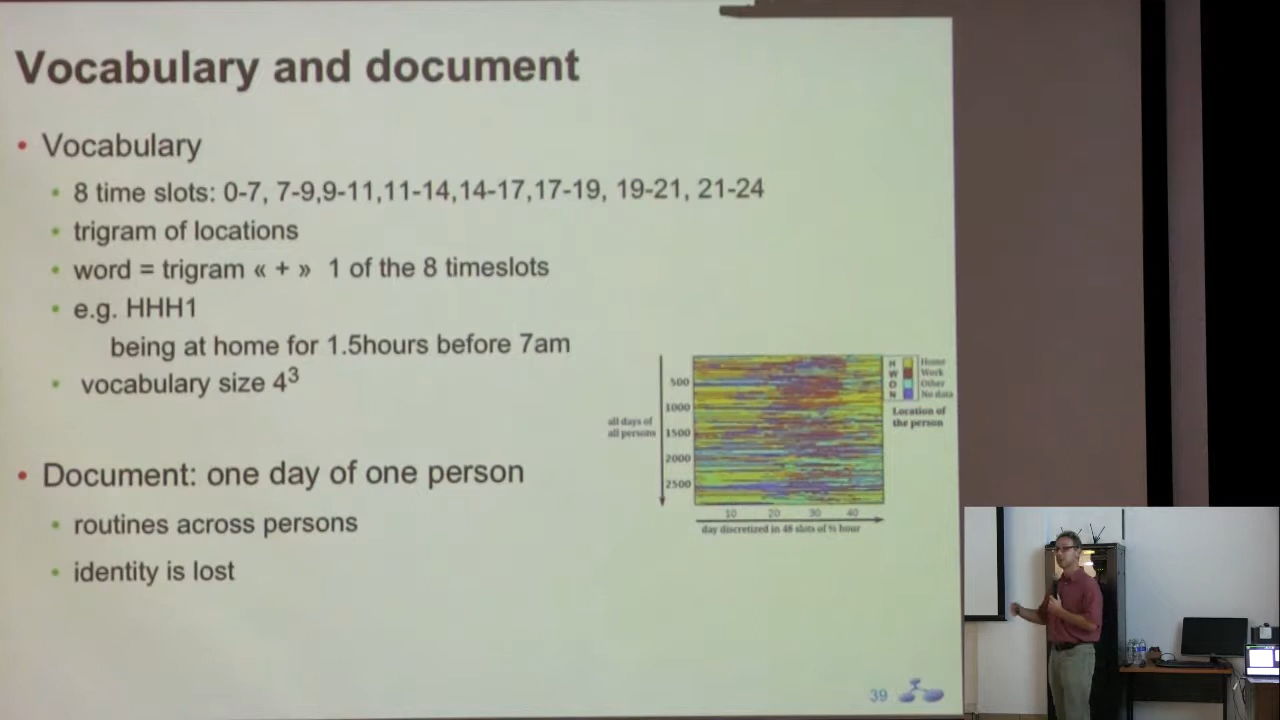 Vocabulary and document
• Vocabulary
• 8 time slots: 0-7, 7-9,9-11,11-14,14-17,17-19, 19-21, 21-24
• trigram of locations
• word = trigram « + » 1 of the 8 timeslots
• e.g. HHH1
being at home for 1.5hours before 7am
• vocabulary size 4³
• Document: one day of one person
• routines across persons
• identity is lost
500
1000
1500
2000
2500
all days of
all persons
10 20 30 40
day discretized in 48 slots of ½ hour
H Home
W Work
O Other
N No data
Location of
the person
39